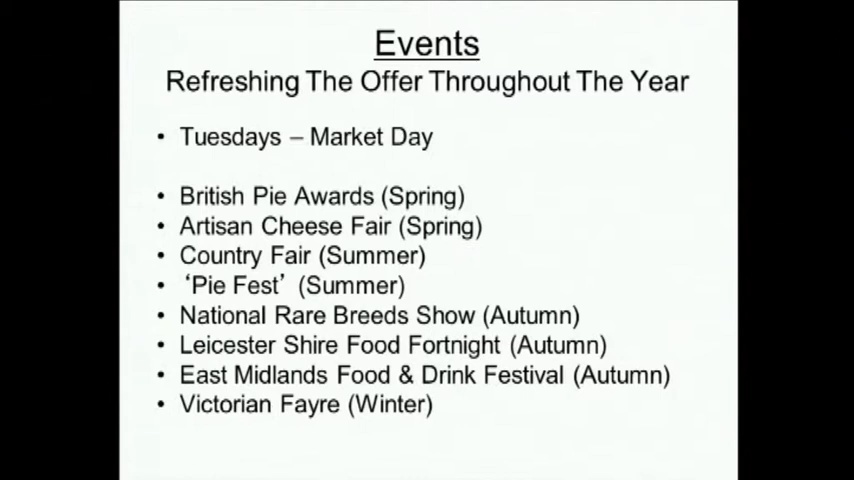 Events
Refreshing The Offer Throughout The Year
• Tuesdays – Market Day
• British Pie Awards (Spring)
• Artisan Cheese Fair (Spring)
• Country Fair (Summer)
• ‘Pie Fest’ (Summer)
• National Rare Breeds Show (Autumn)
• Leicester Shire Food Fortnight (Autumn)
• East Midlands Food & Drink Festival (Autumn)
• Victorian Fayre (Winter)